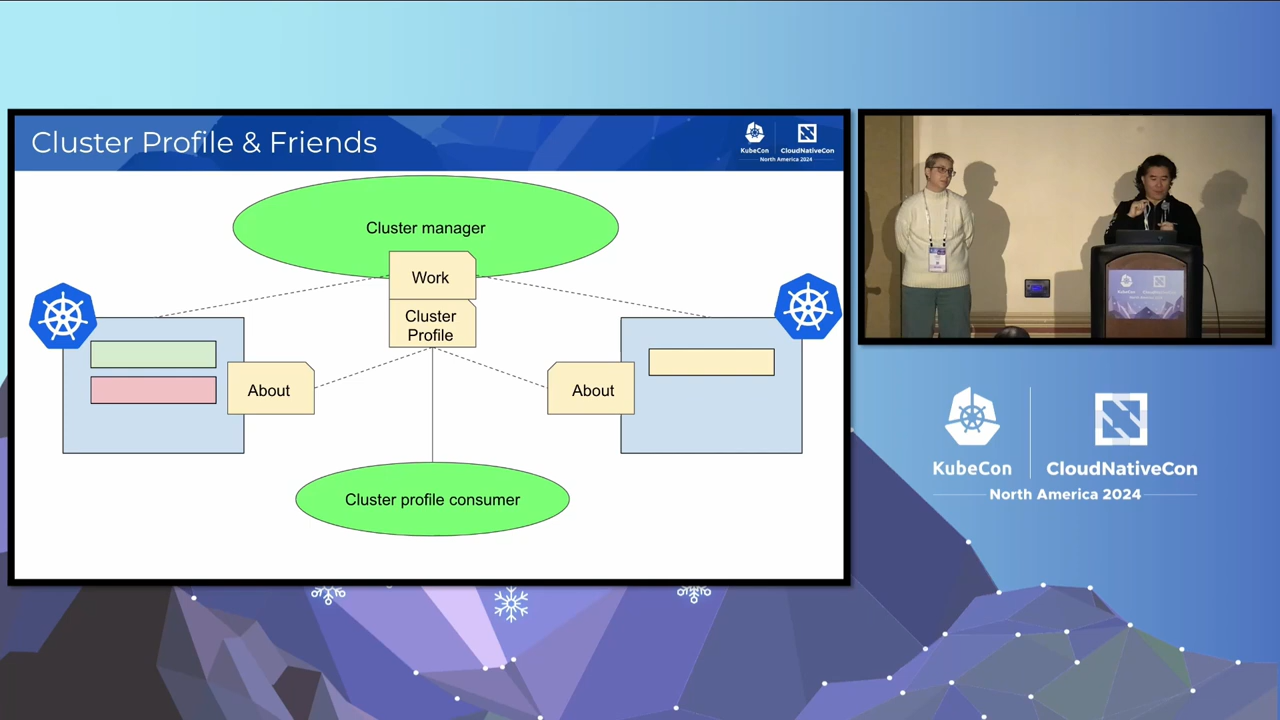 Cluster Profile & Friends
KubeCon
CloudNativeCon
North America 2024
Cluster manager
Work
Cluster
Profile
About
About
Cluster profile consumer
KubeCon
CloudNativeCon
North America 2024